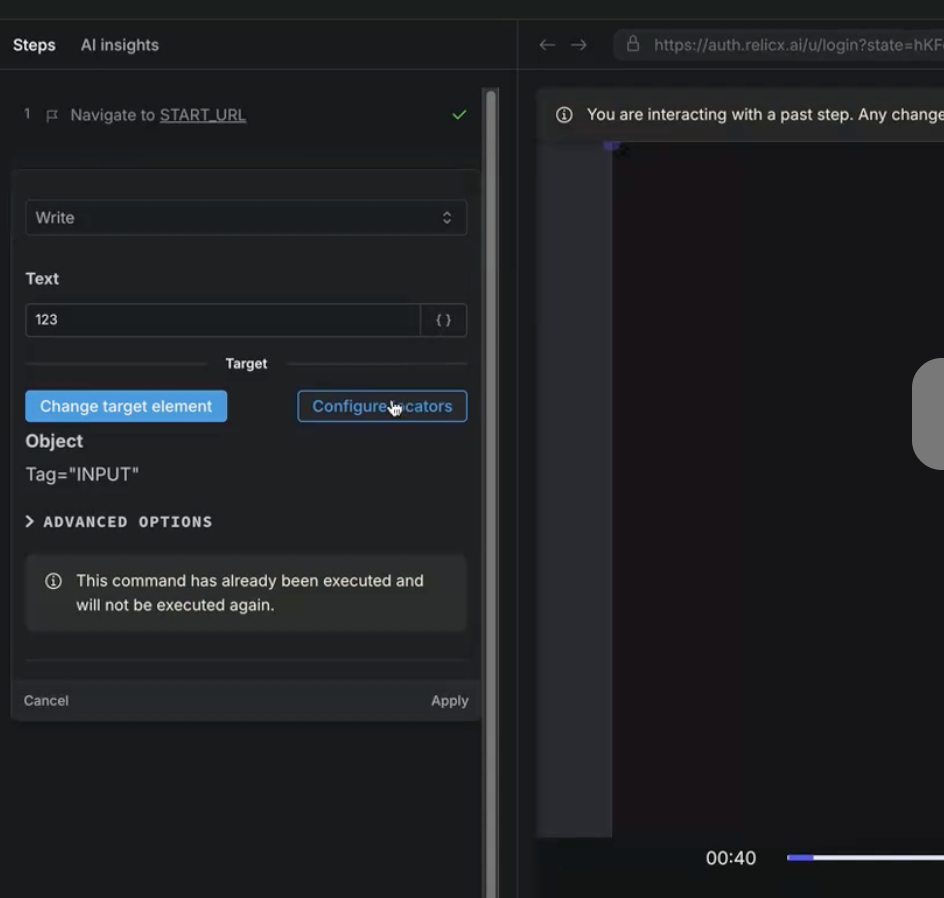 Steps AI insights
https://auth.relicx.ai/u/login?state=hKF
1 Navigate to START_URL
You are interacting with a past step. Any change
Write
Text
123 {}
Target
Change target element
Configure locators
Object
Tag="INPUT"
> ADVANCED OPTIONS
This command has already been executed and
will not be executed again.
Cancel Apply
00:40